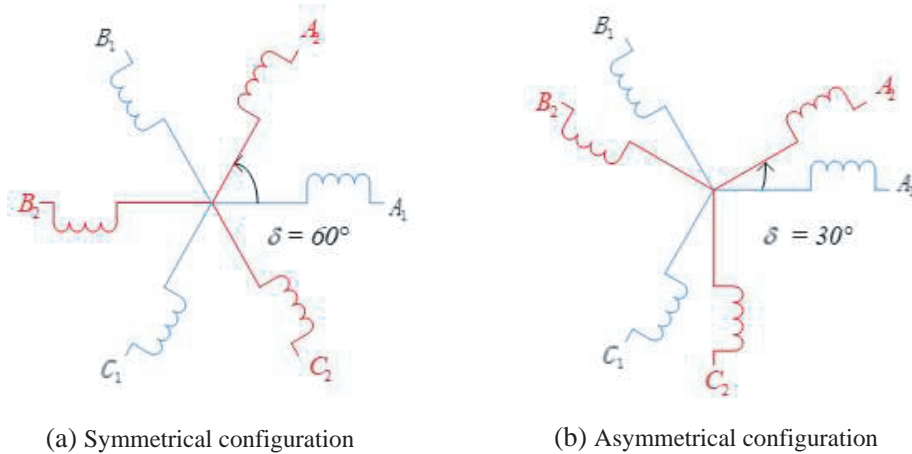 B₁
A₂
B₂
A₁
δ = 60°
C₁
C₂
(a) Symmetrical configuration
B₁
A₂
B₂
A₁
δ = 30°
C₁
C₂
(b) Asymmetrical configuration